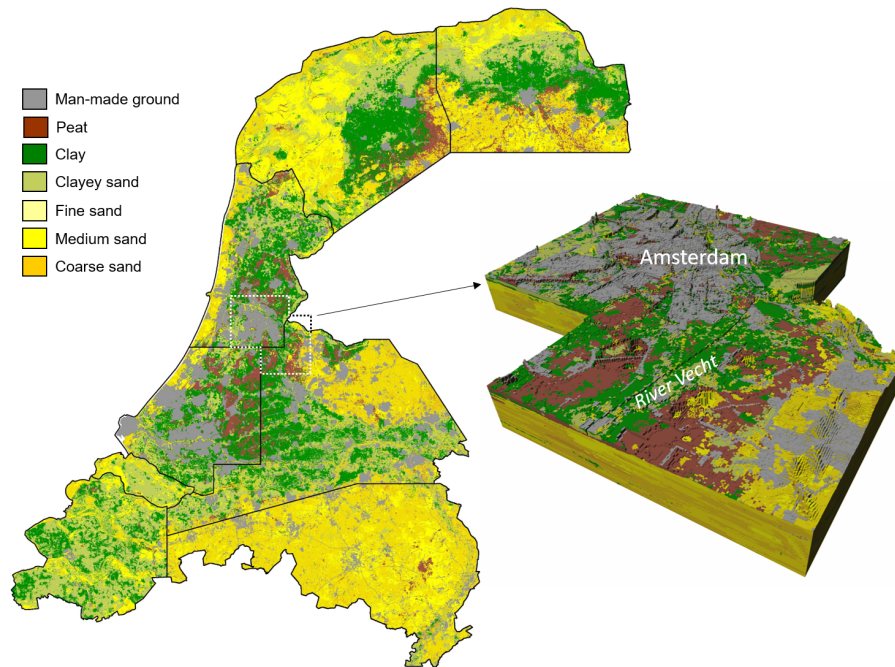 Man-made ground
Peat
Clay
Clayey sand
Fine sand
Medium sand
Coarse sand
Amsterdam
River Vecht